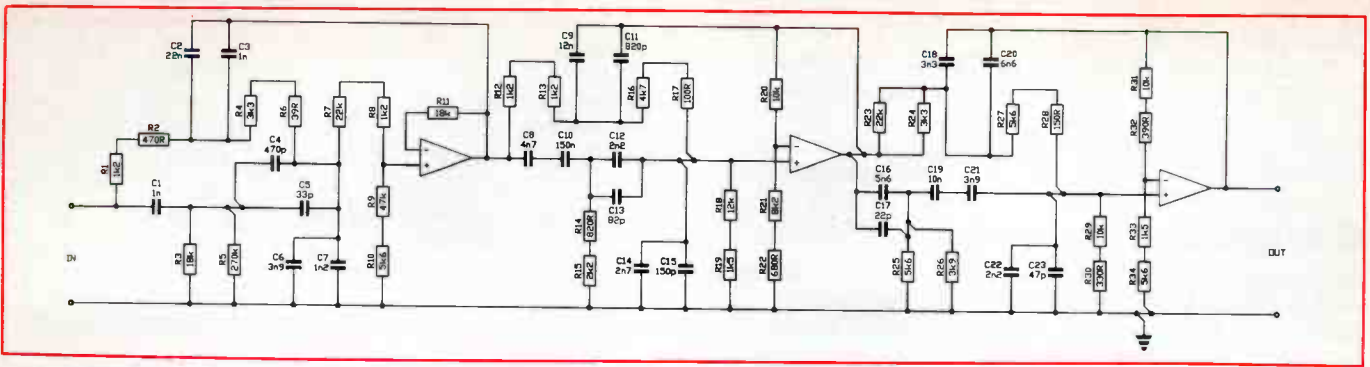 IN
R1
1k2
R2
470R
C1
1n
C2
22n
C3
1n
R3
18k
R4
3k3
R5
270k
R6
39R
C4
470p
C5
33p
C6
3n9
C7
1n2
R7
22k
R8
1k2
R9
47k
R10
5k6
R11
18k
R12
1k2
R13
1k2
C8
4n7
C9
12n
C10
150n
C11
820p
C12
2n2
C13
82p
R14
820R
R15
2k2
R16
4k7
R17
100R
C14
2n7
C15
150p
R18
12k
R19
1k5
R20
10k
R21
8k2
R22
680R
R23
22k
R24
3k3
C16
5n6
C17
22p
C18
3n3
C19
10n
C20
6n6
C21
3n9
R25
5k6
R26
3k9
R27
5k6
R28
150R
C22
2n2
C23
47p
R29
10k
R30
330R
R31
10k
R32
390R
R33
1k5
R34
5k6
OUT